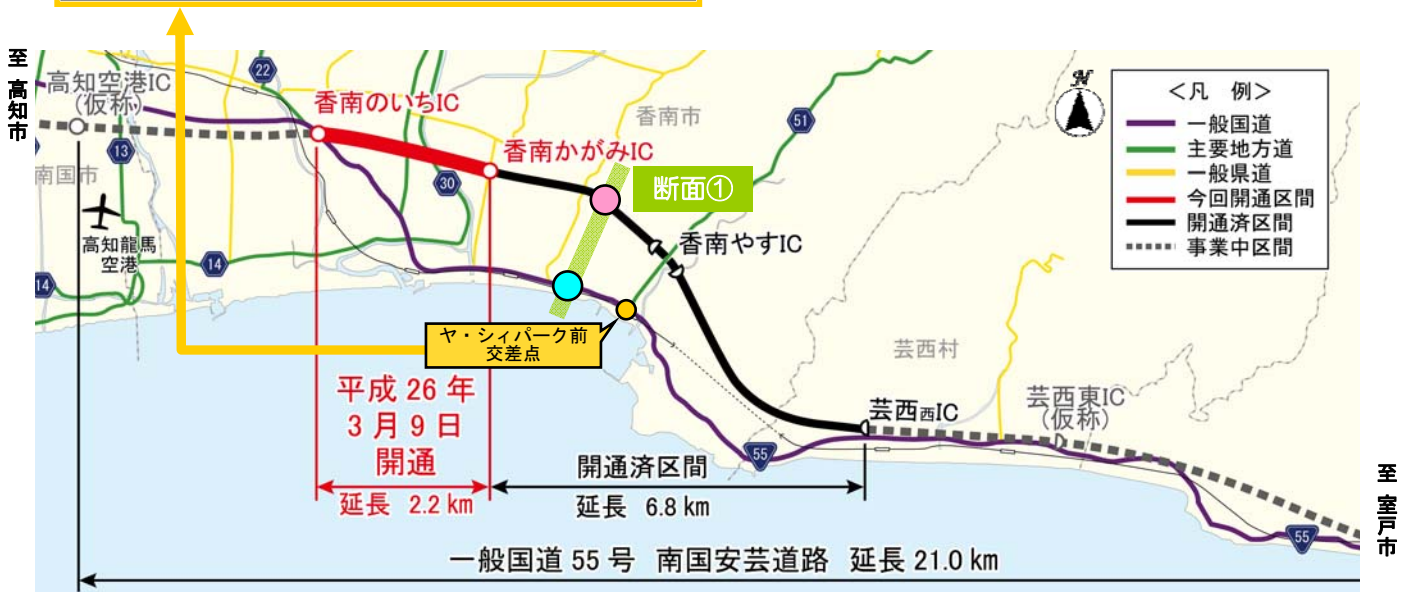 至 高知市
高知空港IC
(仮称)
22
香南のいちIC
香南市
51
N
<凡 例>
一般国道
主要地方道
一般県道
今回開通区間
開通済区間
事業中区間
13
南国市
香南かがみIC
30
断面①
高知龍馬
空港
14
14
香南やすIC
ヤ・シィパーク前
交差点
芸西村
平成 26 年
3 月 9 日
開通
延長 2.2 km
芸西西IC
芸西東IC
(仮称)
55
開通済区間
延長 6.8 km
至 室戸市
55
一般国道 55 号 南国安芸道路 延長 21.0 km